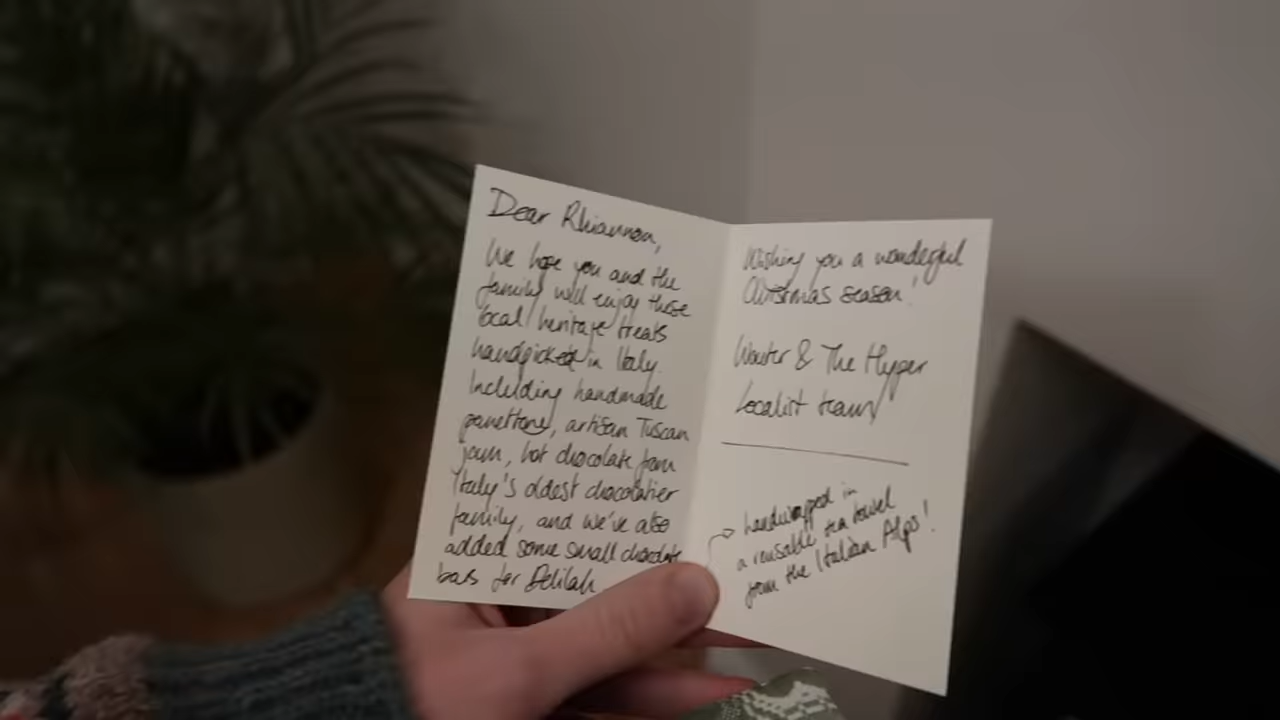 Dear Rhiannon,
We hope you and the
family will enjoy these
local heritage treats
handpicked in Italy.
Including handmade
panettone, artisan Tuscan
jam, hot chocolate from
Italy's oldest chocolatier
family, and we've also
added some small chocolate
bars for Delilah
Wishing you a wonderful
Christmas season!
Wouter & The Hyper
Localist team
handwrapped in
a reusable tea towel
from the Italian Alps!